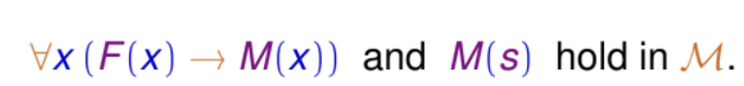 ∀x (F(x) → M(x)) and M(s) hold in ℳ.